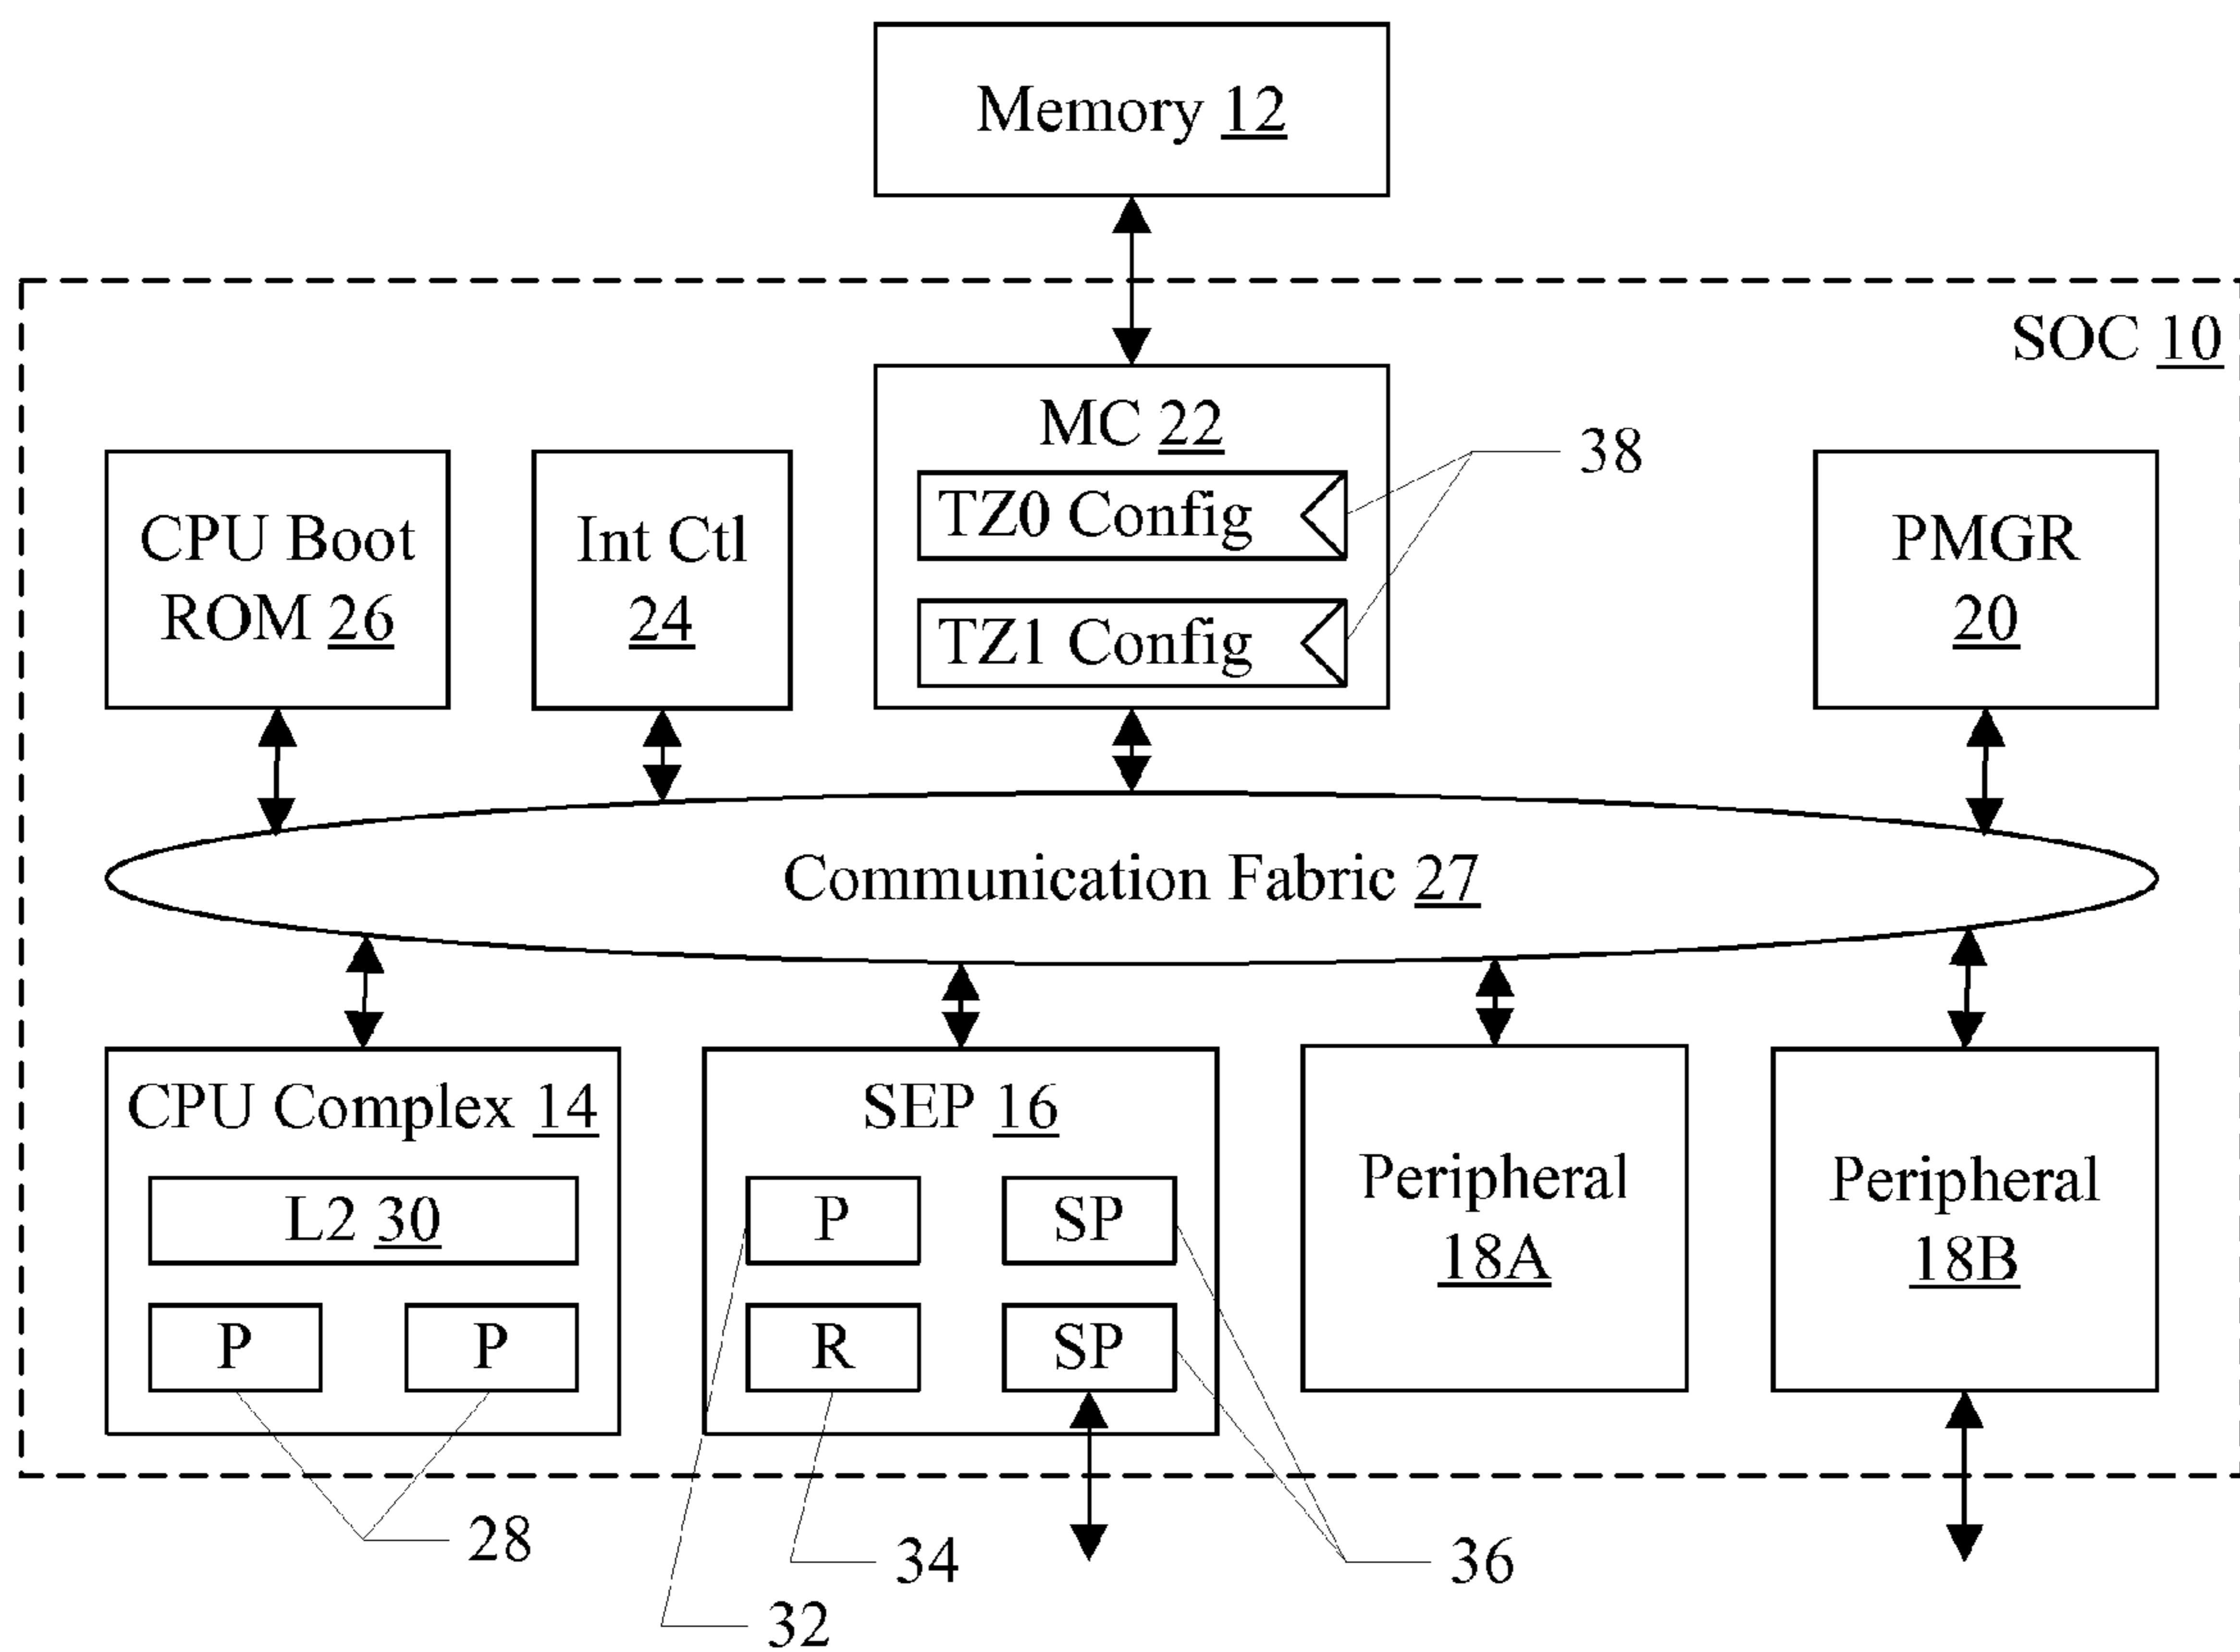 Memory 12
SOC 10
MC 22
38
TZ0 Config
TZ1 Config
CPU Boot
ROM 26
Int Ctl
24
PMGR
20
Communication Fabric 27
CPU Complex 14
L2 30
P
P
SEP 16
P
SP
R
SP
Peripheral
18A
Peripheral
18B
28
34
36
32